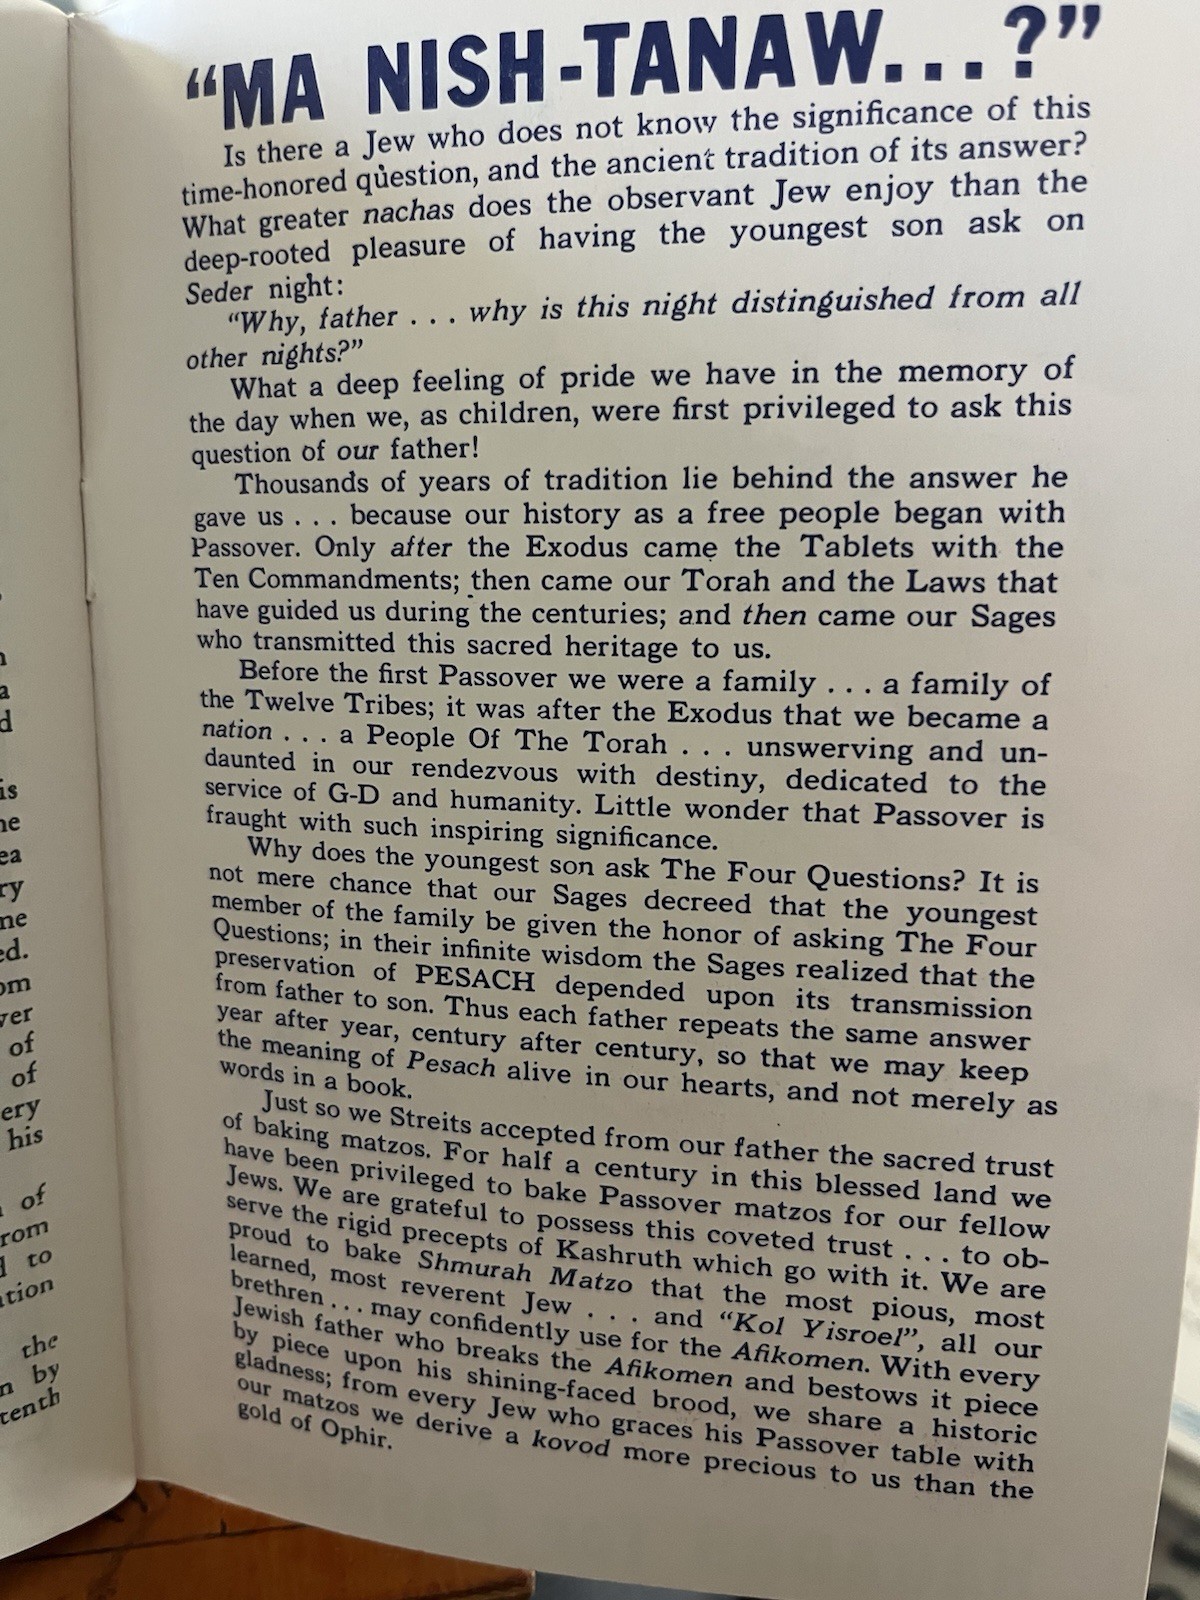 "MA NISH-TANAW...?"
Is there a Jew who does not know the significance of this
time-honored question, and the ancient tradition of its answer?
What greater nachas does the observant Jew enjoy than the
deep-rooted pleasure of having the youngest son ask on
Seder night:
"Why, father . . . why is this night distinguished from all
other nights?"
What a deep feeling of pride we have in the memory of
the day when we, as children, were first privileged to ask this
question of our father!
Thousands of years of tradition lie behind the answer he
gave us . . . because our history as a free people began with
Passover. Only after the Exodus came the Tablets with the
Ten Commandments; then came our Torah and the Laws that
have guided us during the centuries; and then came our Sages
who transmitted this sacred heritage to us.
Before the first Passover we were a family . . . a family of
the Twelve Tribes; it was after the Exodus that we became a
nation . . . a People Of The Torah . . . unswerving and un-
daunted in our rendezvous with destiny, dedicated to the
service of G-D and humanity. Little wonder that Passover is
fraught with such inspiring significance.
Why does the youngest son ask The Four Questions? It is
not mere chance that our Sages decreed that the youngest
member of the family be given the honor of asking The Four
Questions; in their infinite wisdom the Sages realized that the
preservation of PESACH depended upon its transmission
from father to son. Thus each father repeats the same answer
year after year, century after century, so that we may keep
the meaning of Pesach alive in our hearts, and not merely as
words in a book.
Just so we Streits accepted from our father the sacred trust
of baking matzos. For half a century in this blessed land we
have been privileged to bake Passover matzos for our fellow
Jews. We are grateful to possess this coveted trust . . . to ob-
serve the rigid precepts of Kashruth which go with it. We are
proud to bake Shmurah Matzo that the most pious, most
learned, most reverent Jew . . . and "Kol Yisroel", all our
brethren . . . may confidently use for the Afikomen. With every
Jewish father who breaks the Afikomen and bestows it piece
by piece upon his shining-faced brood, we share a historic
gladness; from every Jew who graces his Passover table with
our matzos we derive a kovod more precious to us than the
gold of Ophir.